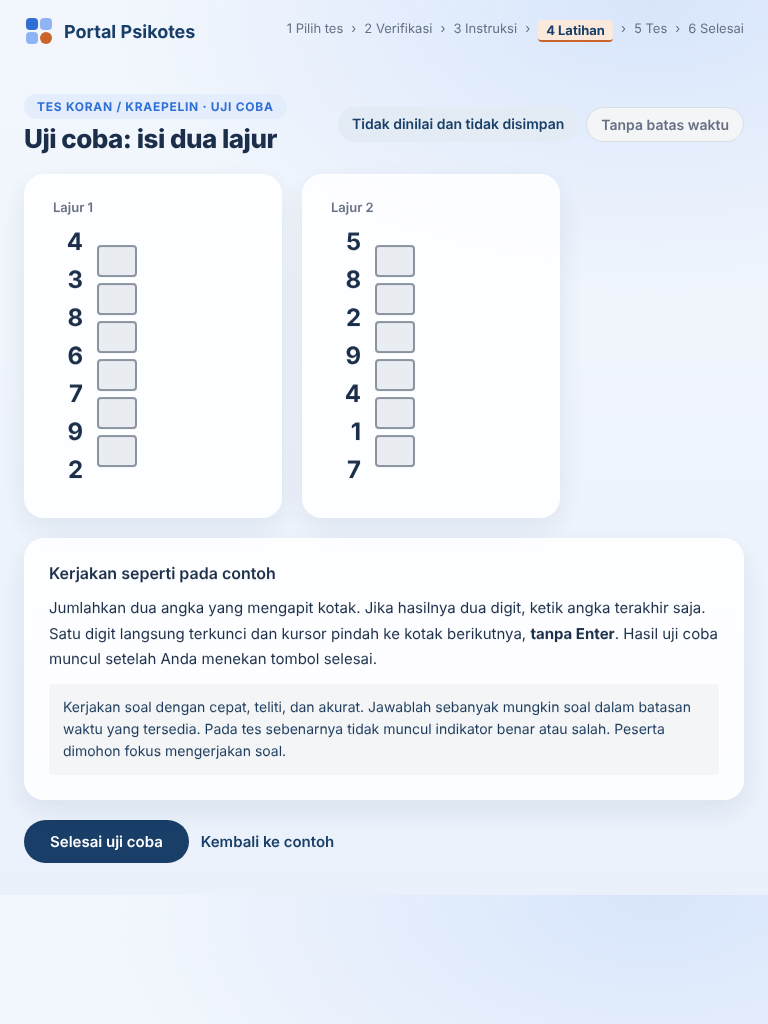 Portal Psikotes
1 Pilih tes › 2 Verifikasi › 3 Instruksi › 4 Latihan › 5 Tes › 6 Selesai
TES KORAN / KRAEPELIN · UJI COBA
Uji coba: isi dua lajur
Tidak dinilai dan tidak disimpan
Tanpa batas waktu
Lajur 1
4
3
8
6
7
9
2
Lajur 2
5
8
2
9
4
1
7
Kerjakan seperti pada contoh
Jumlahkan dua angka yang mengapit kotak. Jika hasilnya dua digit, ketik angka terakhir saja.
Satu digit langsung terkunci dan kursor pindah ke kotak berikutnya, tanpa Enter. Hasil uji coba
muncul setelah Anda menekan tombol selesai.
Kerjakan soal dengan cepat, teliti, dan akurat. Jawablah sebanyak mungkin soal dalam batasan
waktu yang tersedia. Pada tes sebenarnya tidak muncul indikator benar atau salah. Peserta
dimohon fokus mengerjakan soal.
Selesai uji coba
Kembali ke contoh